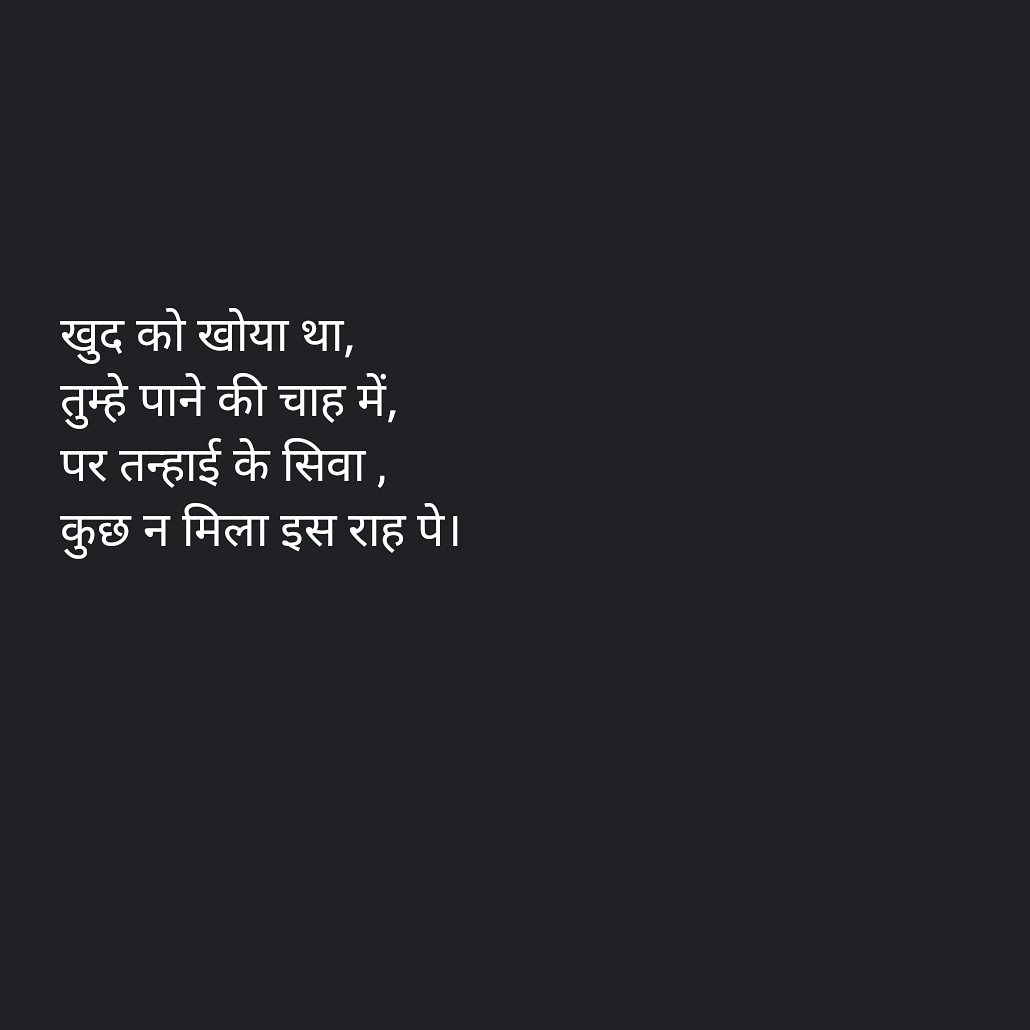 खुद को खोया था,
तुम्हे पाने की चाह में,
पर तन्हाई के सिवा ,
कुछ न मिला इस राह पे।